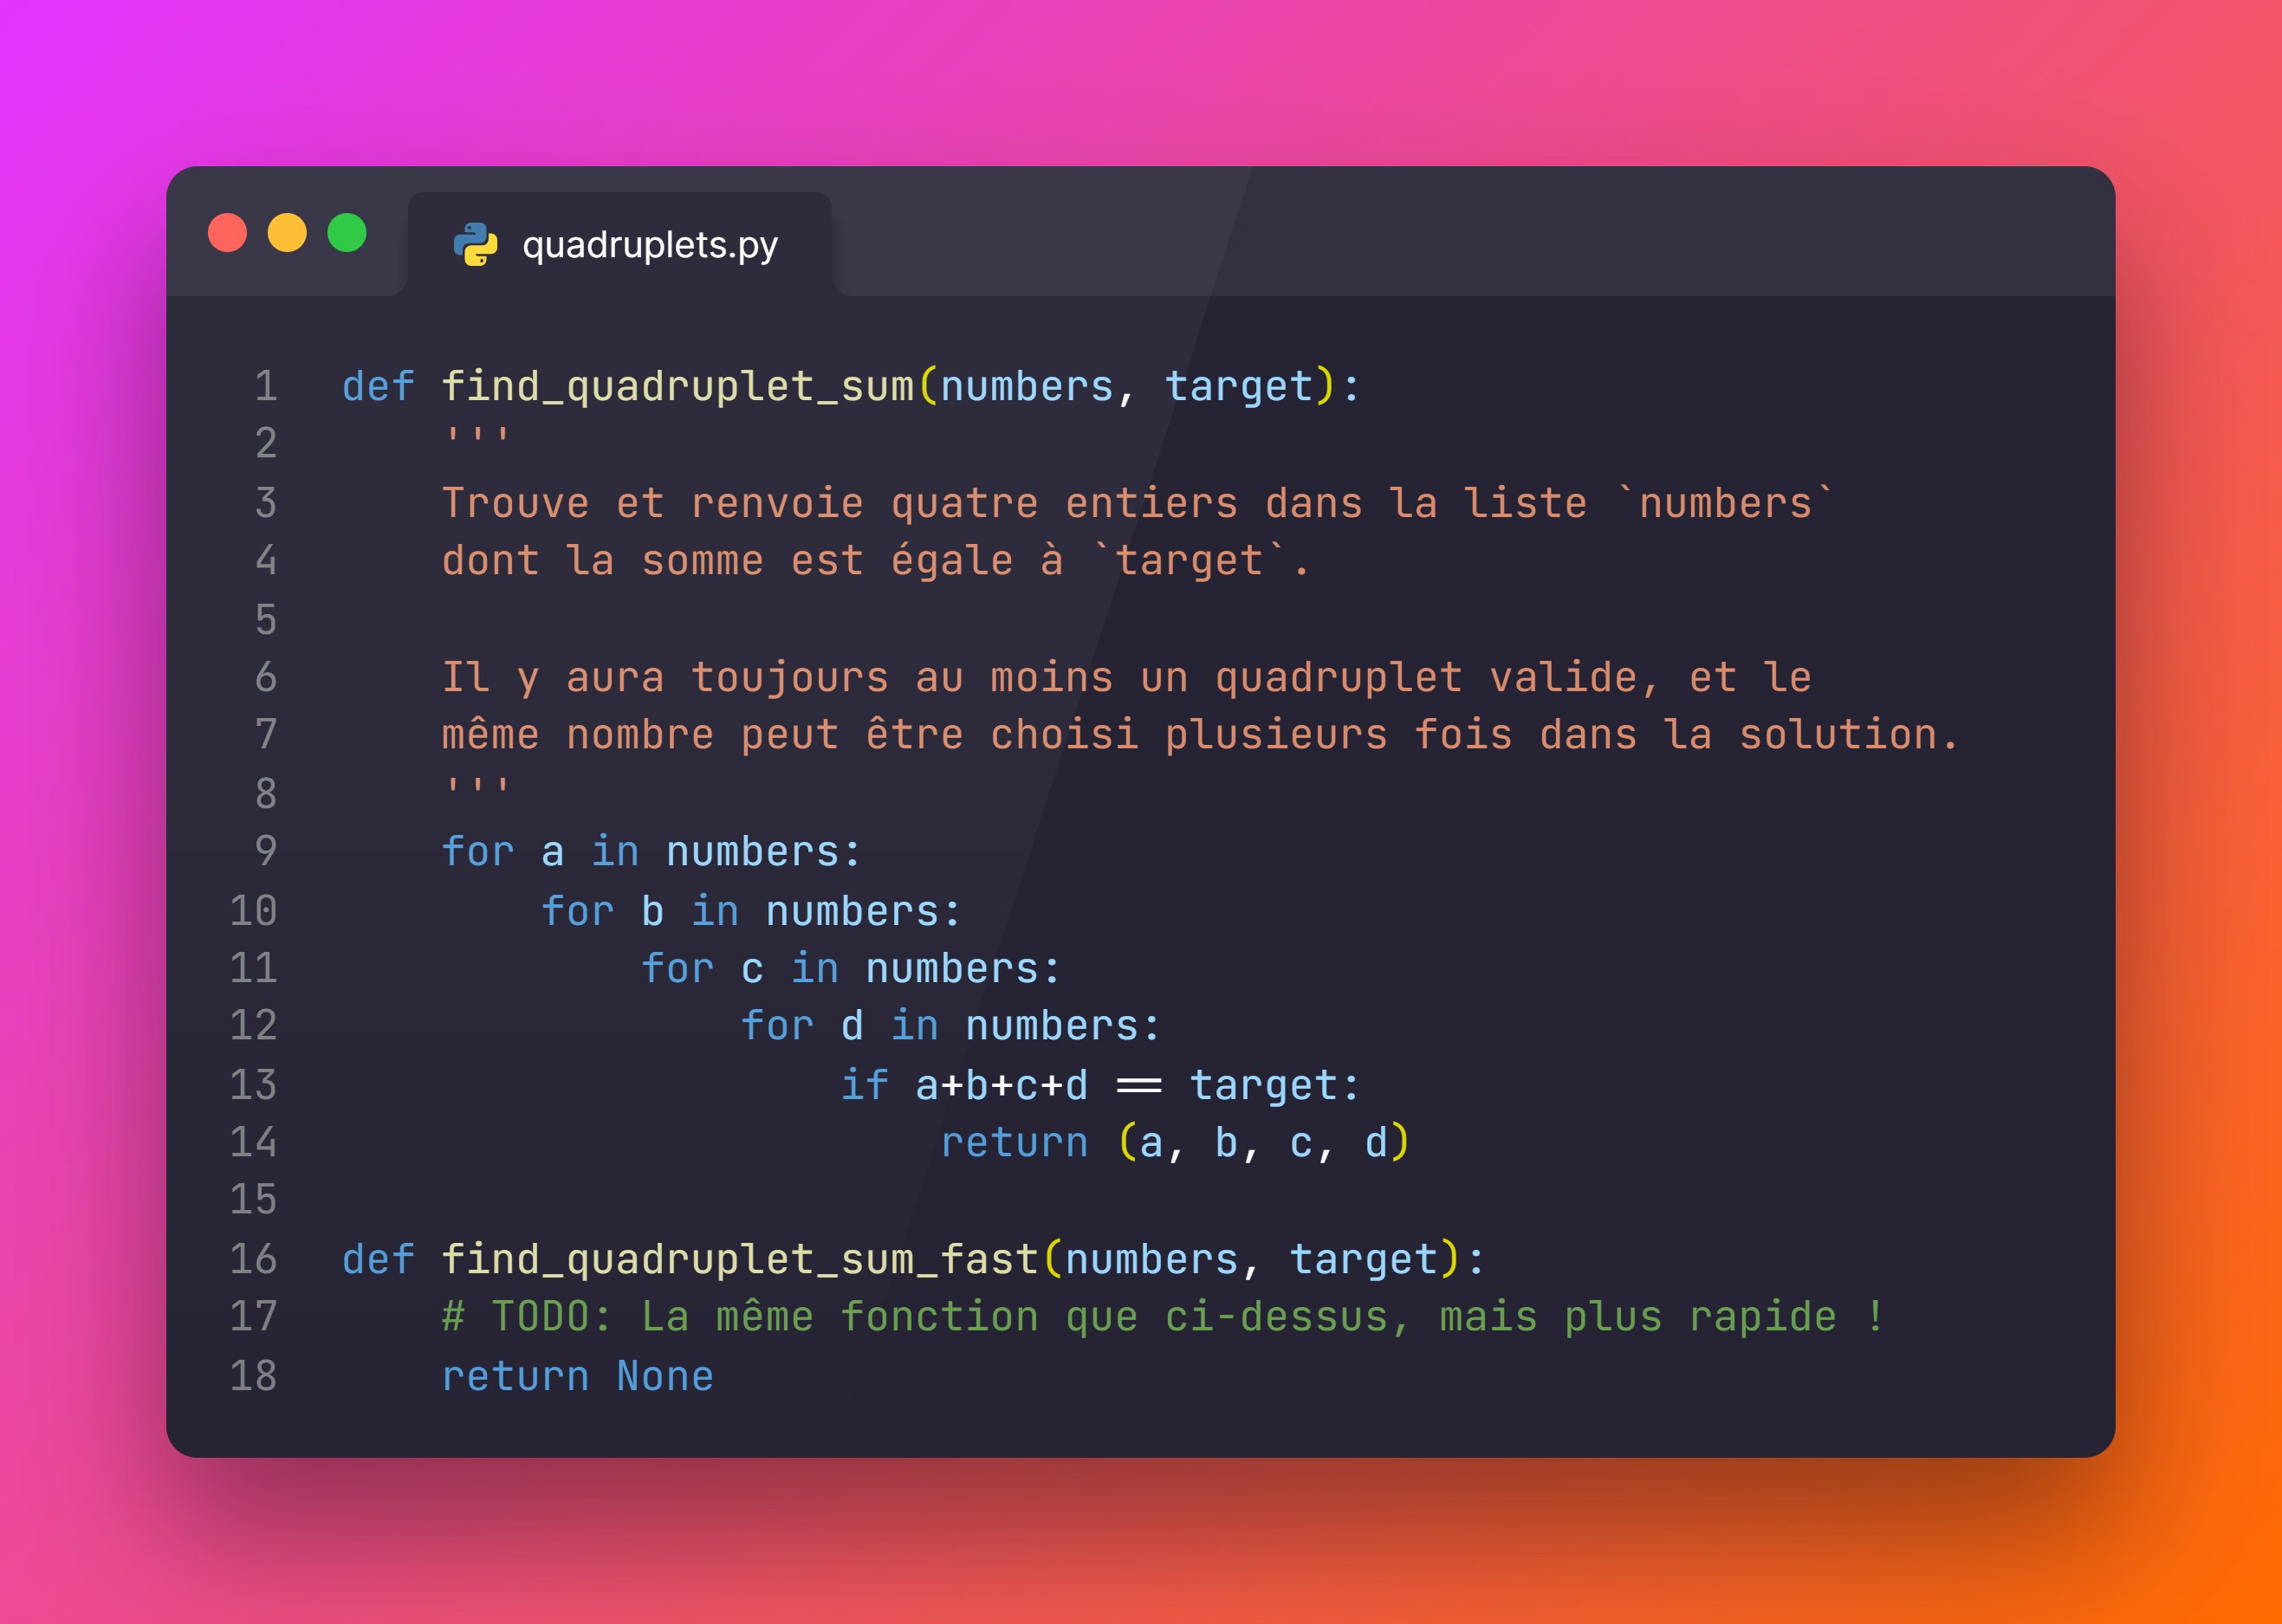 quadruplets.py
1 def find_quadruplet_sum(numbers, target):
2     '''
3     Trouve et renvoie quatre entiers dans la liste `numbers`
4     dont la somme est égale à `target`.
5
6     Il y aura toujours au moins un quadruplet valide, et le
7     même nombre peut être choisi plusieurs fois dans la solution.
8     '''
9     for a in numbers:
10         for b in numbers:
11             for c in numbers:
12                 for d in numbers:
13                     if a+b+c+d == target:
14                         return (a, b, c, d)
15
16 def find_quadruplet_sum_fast(numbers, target):
17     # TODO: La même fonction que ci-dessus, mais plus rapide !
18     return None